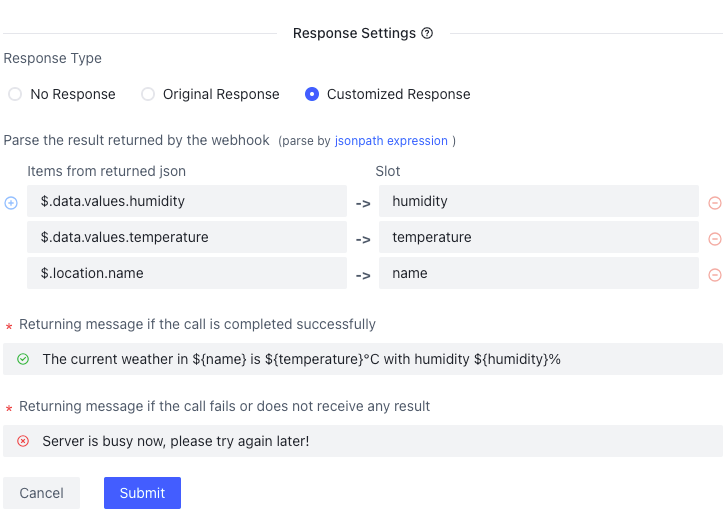 Response Settings
Response Type
No Response Original Response Customized Response
Parse the result returned by the webhook (parse by jsonpath expression )
Items from returned json Slot
$.data.values.humidity -> humidity
$.data.values.temperature -> temperature
$.location.name -> name
* Returning message if the call is completed successfully
The current weather in ${name} is ${temperature}°C with humidity ${humidity}%
* Returning message if the call fails or does not receive any result
Server is busy now, please try again later!
Cancel Submit